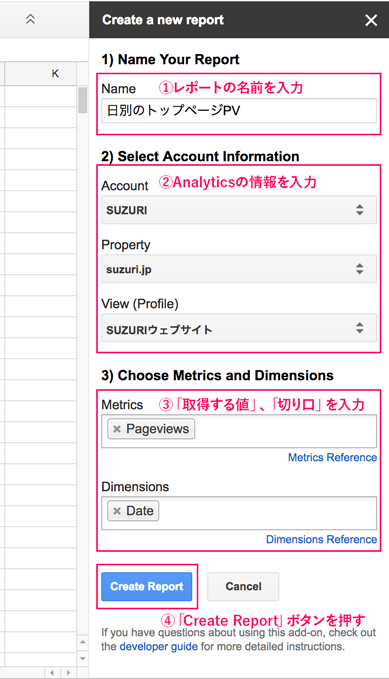 Create a new report
K
1) Name Your Report
Name ①レポートの名前を入力
日別のトップページPV
2) Select Account Information
Account ②Analyticsの情報を入力
SUZURI
Property
suzuri.jp
View (Profile)
SUZURIウェブサイト
3) Choose Metrics and Dimensions
Metrics ③「取得する値」、「切り口」を入力
Pageviews
Metrics Reference
Dimensions
Date
Dimensions Reference
Create Report Cancel
④「Create Report」ボタンを押す
If you have questions about using this add-on, check out
the developer guide for more detailed instructions.